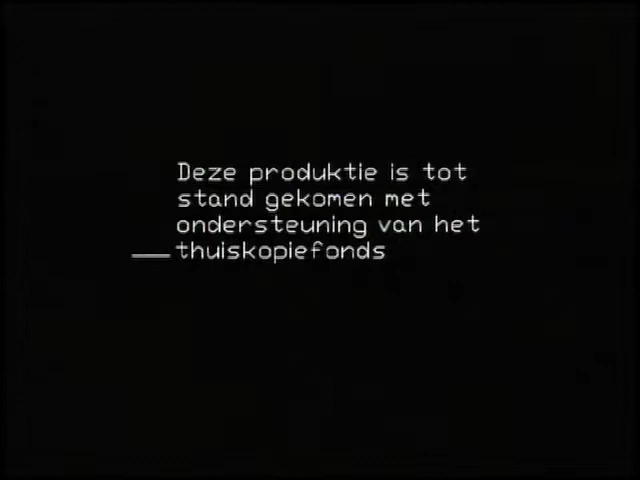 Deze produktie is tot
stand gekomen met
ondersteuning van het
thuiskopiefonds